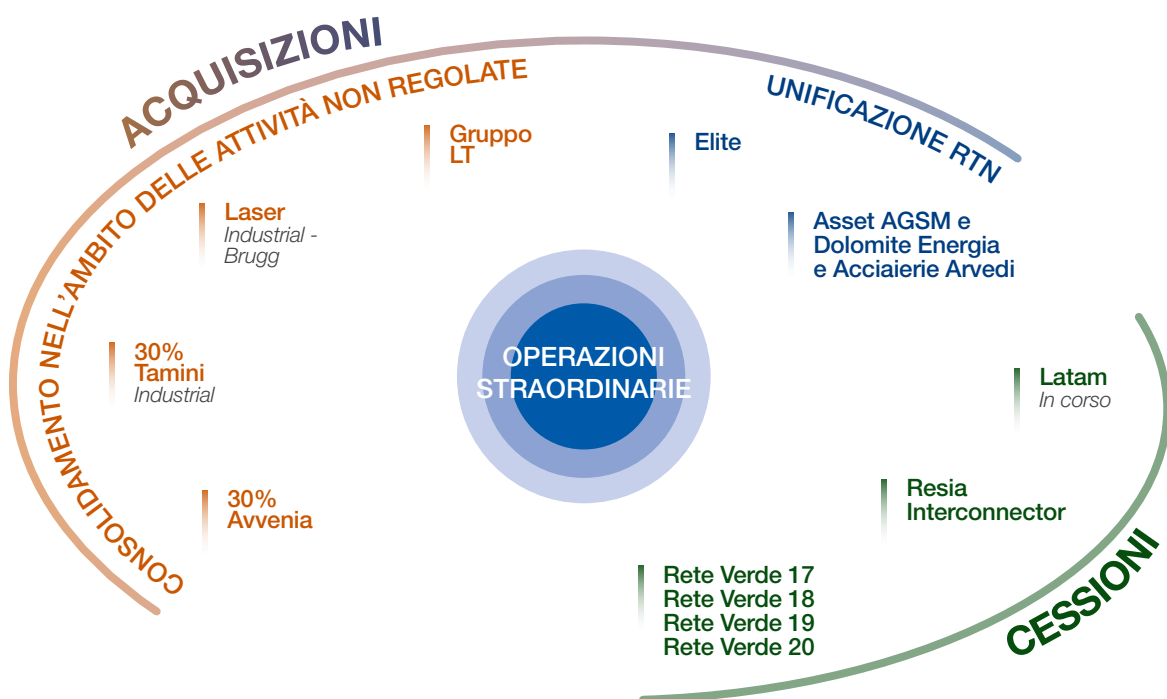 ACQUISIZIONI
CONSOLIDAMENTO NELL'AMBITO DELLE ATTIVITÀ NON REGOLATE
UNIFICAZIONE RTN
Gruppo
LT
Elite
Laser
Industrial -
Brugg
Asset AGSM e
Dolomite Energia
e Acciaierie Arvedi
30%
Tamini
Industrial
OPERAZIONI
STRAORDINARIE
Latam
In corso
30%
Avvenia
Resia
Interconnector
Rete Verde 17
Rete Verde 18
Rete Verde 19
Rete Verde 20
CESSIONI